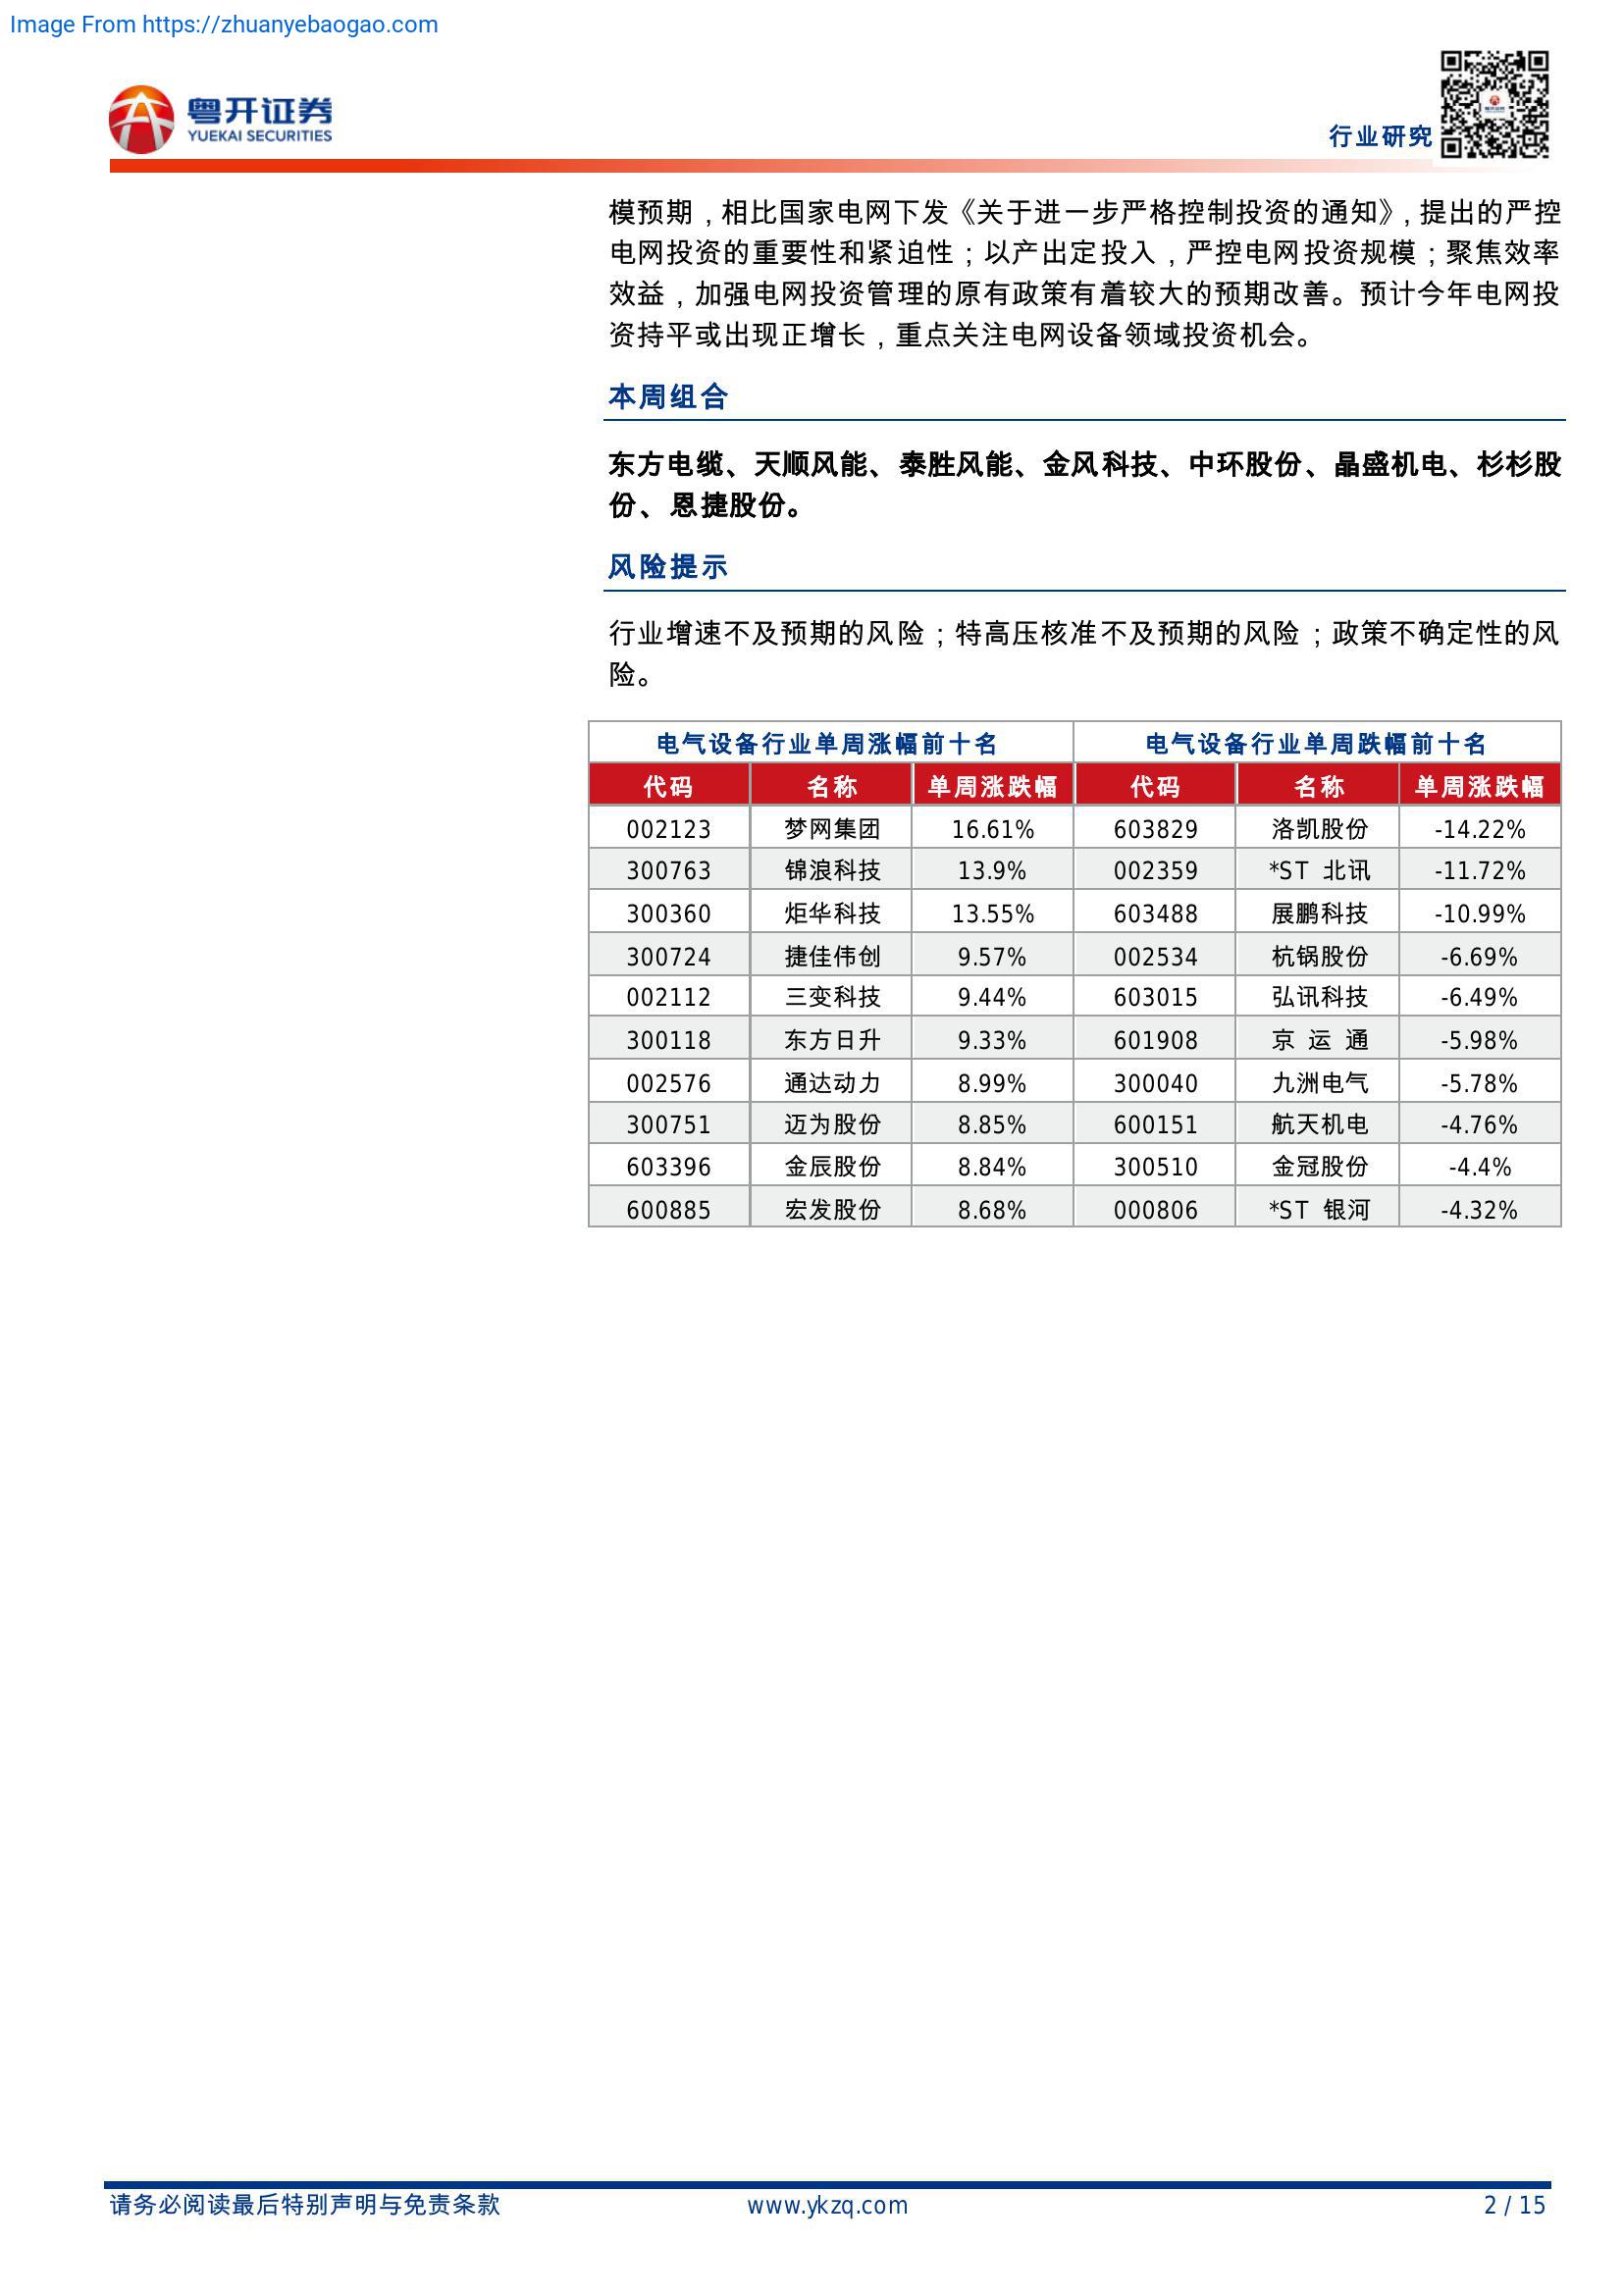 Image From https://zhuanyebaogao.com
粤开证券
YUEKAI SECURITIES
行业研究
模预期，相比国家电网下发《关于进一步严格控制投资的通知》，提出的严控
电网投资的重要性和紧迫性；以产出定投入，严控电网投资规模；聚焦效率
效益，加强电网投资管理的原有政策有着较大的预期改善。预计今年电网投
资持平或出现正增长，重点关注电网设备领域投资机会。
本周组合
东方电缆、天顺风能、泰胜风能、金风科技、中环股份、晶盛机电、杉杉股
份、恩捷股份。
风险提示
行业增速不及预期的风险；特高压核准不及预期的风险；政策不确定性的风
险。
电气设备行业单周涨幅前十名 电气设备行业单周跌幅前十名
代码 名称 单周涨跌幅 代码 名称 单周涨跌幅
002123 梦网集团 16.61% 603829 洛凯股份 -14.22%
300763 锦浪科技 13.9% 002359 *ST 北讯 -11.72%
300360 炬华科技 13.55% 603488 展鹏科技 -10.99%
300724 捷佳伟创 9.57% 002534 杭锅股份 -6.69%
002112 三变科技 9.44% 603015 弘讯科技 -6.49%
300118 东方日升 9.33% 601908 京 运 通 -5.98%
002576 通达动力 8.99% 300040 九洲电气 -5.78%
300751 迈为股份 8.85% 600151 航天机电 -4.76%
603396 金辰股份 8.84% 300510 金冠股份 -4.4%
600885 宏发股份 8.68% 000806 *ST 银河 -4.32%
请务必阅读最后特别声明与免责条款 www.ykzq.com 2 / 15